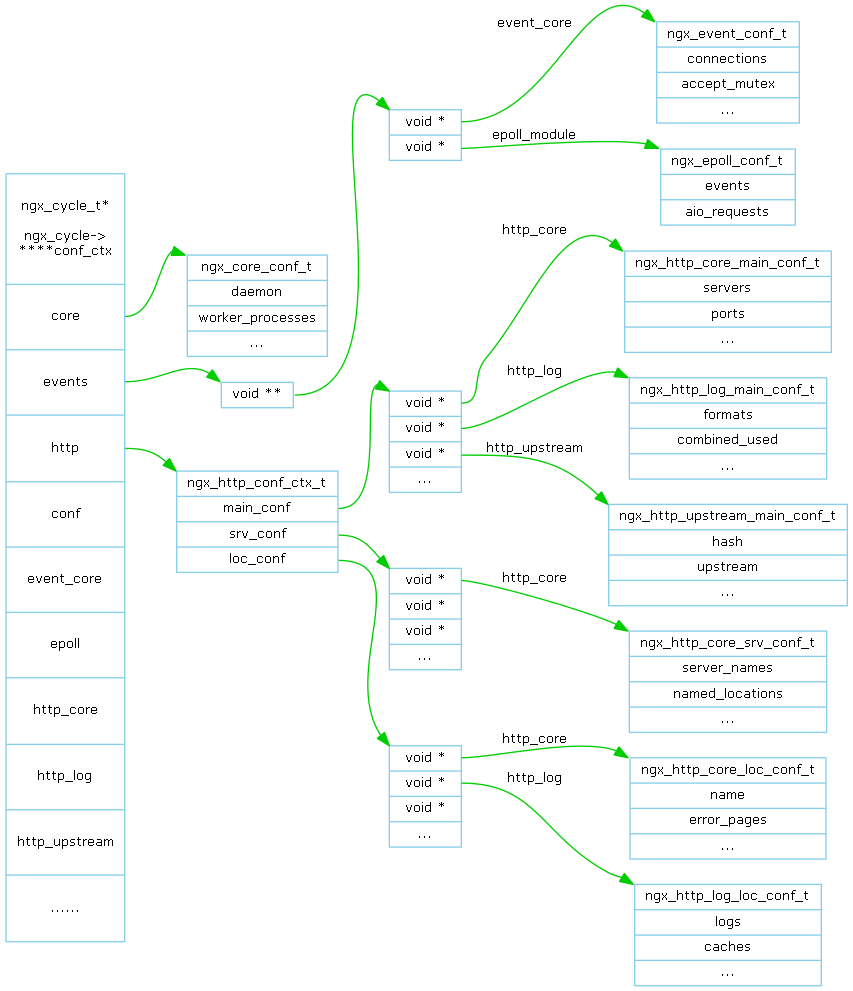 ngx_cycle_t*
ngx_cycle->
****conf_ctx
core
events
http
conf
event_core
epoll
http_core
http_log
http_upstream
......
ngx_core_conf_t
daemon
worker_processes
...
void **
ngx_http_conf_ctx_t
main_conf
srv_conf
loc_conf
void *
void *
event_core
epoll_module
ngx_event_conf_t
connections
accept_mutex
...
ngx_epoll_conf_t
events
aio_requests
void *
void *
void *
...
http_core
http_log
http_upstream
ngx_http_core_main_conf_t
servers
ports
...
ngx_http_log_main_conf_t
formats
combined_used
...
ngx_http_upstream_main_conf_t
hash
upstream
...
void *
void *
void *
...
http_core
ngx_http_core_srv_conf_t
server_names
named_locations
...
void *
void *
void *
...
http_core
http_log
ngx_http_core_loc_conf_t
name
error_pages
...
ngx_http_log_loc_conf_t
logs
caches
...